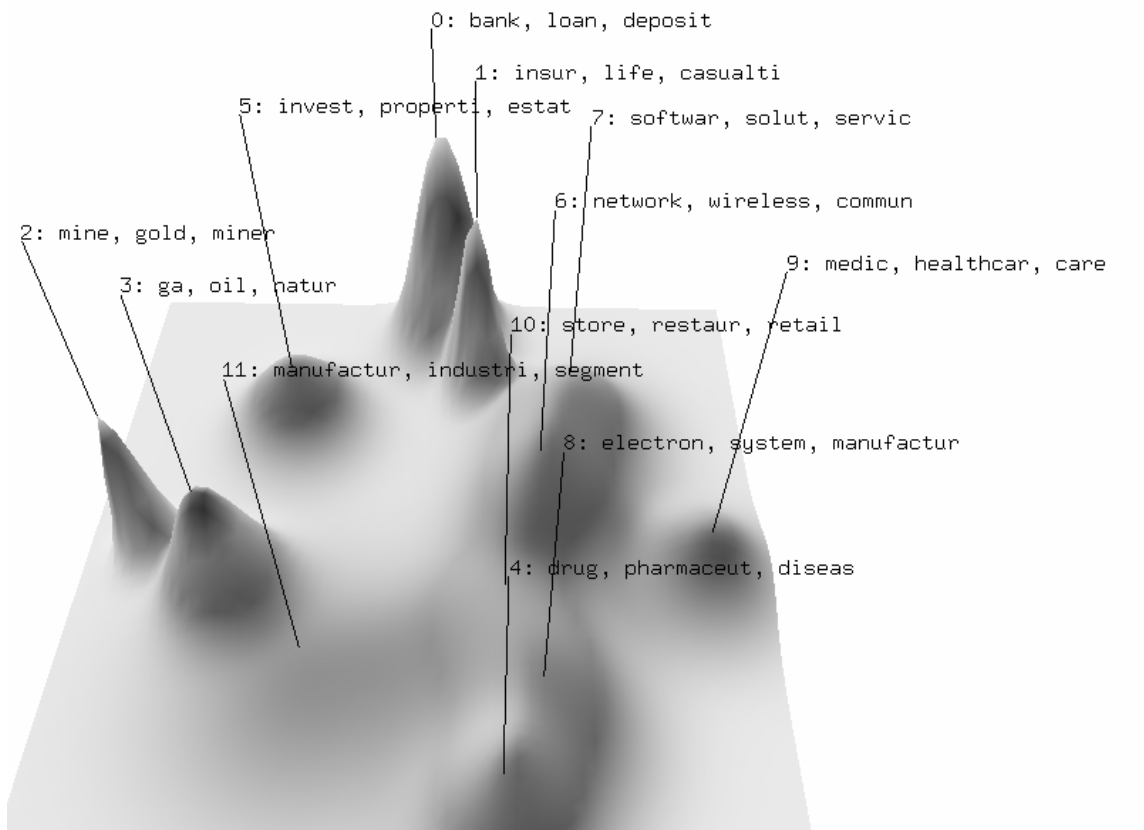 0: bank, loan, deposit
1: insur, life, casualti
5: invest, properti, estat
7: softwar, solut, servic
6: network, wireless, commun
2: mine, gold, miner
9: medic, healthcar, care
3: ga, oil, natur
10: store, restaur, retail
11: manufactur, industri, segment
8: electron, system, manufactur
4: drug, pharmaceut, diseas